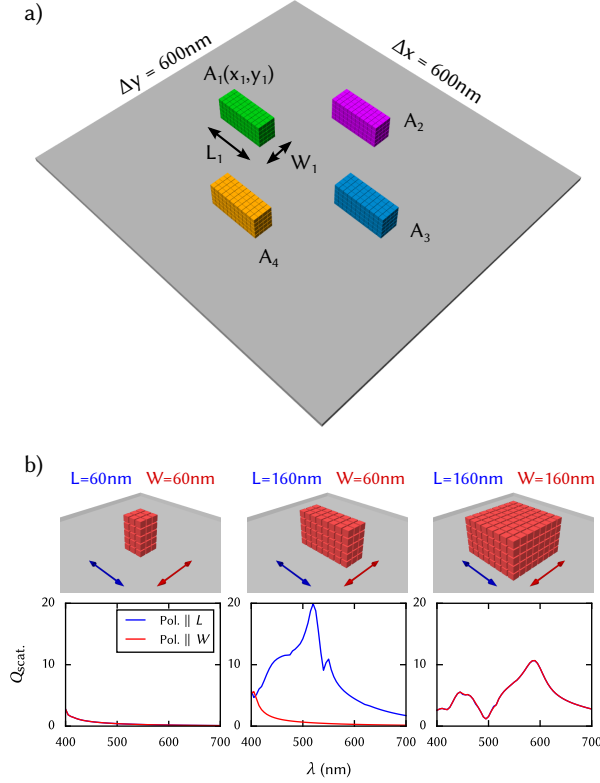 a)
Δy = 600nm
Δx = 600nm
A₁(x₁,y₁)
A₂
L₁
W₁
A₃
A₄
b)
L=60nm W=60nm L=160nm W=60nm L=160nm W=160nm
20
10
0
Q_scat.
Pol. || L
Pol. || W
400 500 600 700
20
10
0
400 500 600 700
20
10
0
400 500 600 700
λ (nm)